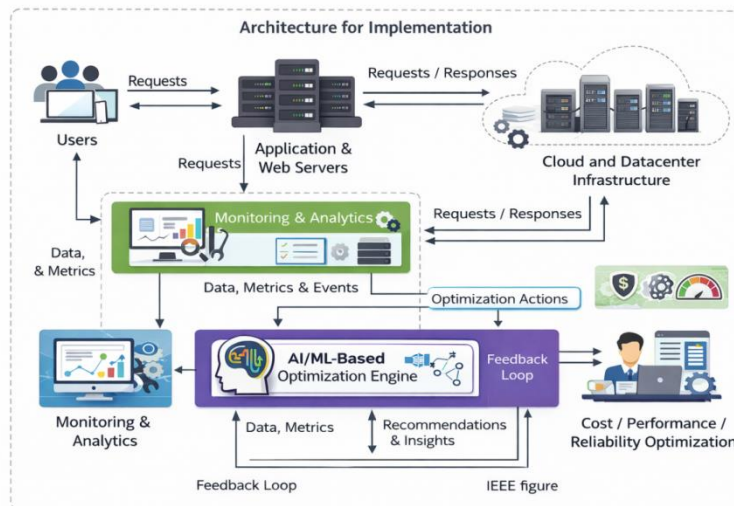 Architecture for Implementation
Requests
Requests / Responses
Users
Application &
Web Servers
Cloud and Datacenter
Infrastructure
Requests
Monitoring & Analytics
Requests / Responses
Data,
& Metrics
Data, Metrics & Events
Optimization Actions
$
AI/ML-Based
Optimization Engine
Feedback
Loop
Monitoring &
Analytics
Data, Metrics
Recommendations
& Insights
Cost / Performance /
Reliability Optimization
Feedback Loop
IEEE figure